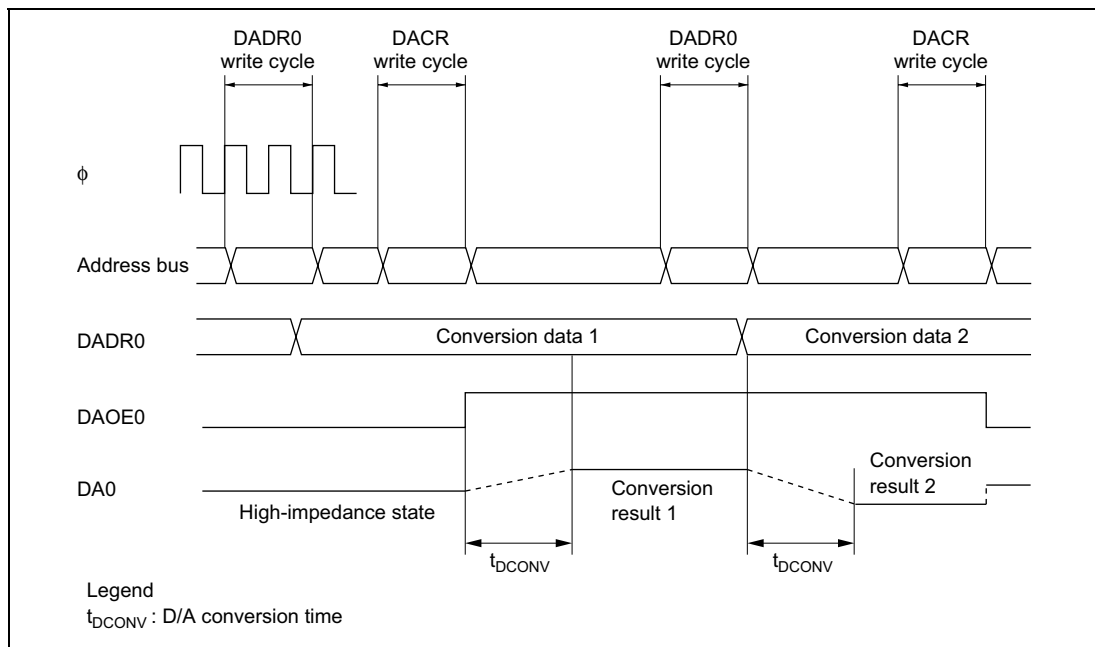 DADR0
write cycle
DACR
write cycle
DADR0
write cycle
DACR
write cycle
ϕ
Address bus
DADR0
Conversion data 1
Conversion data 2
DAOE0
DA0
High-impedance state
Conversion
result 1
Conversion
result 2
tDCONV
tDCONV
Legend
tDCONV : D/A conversion time